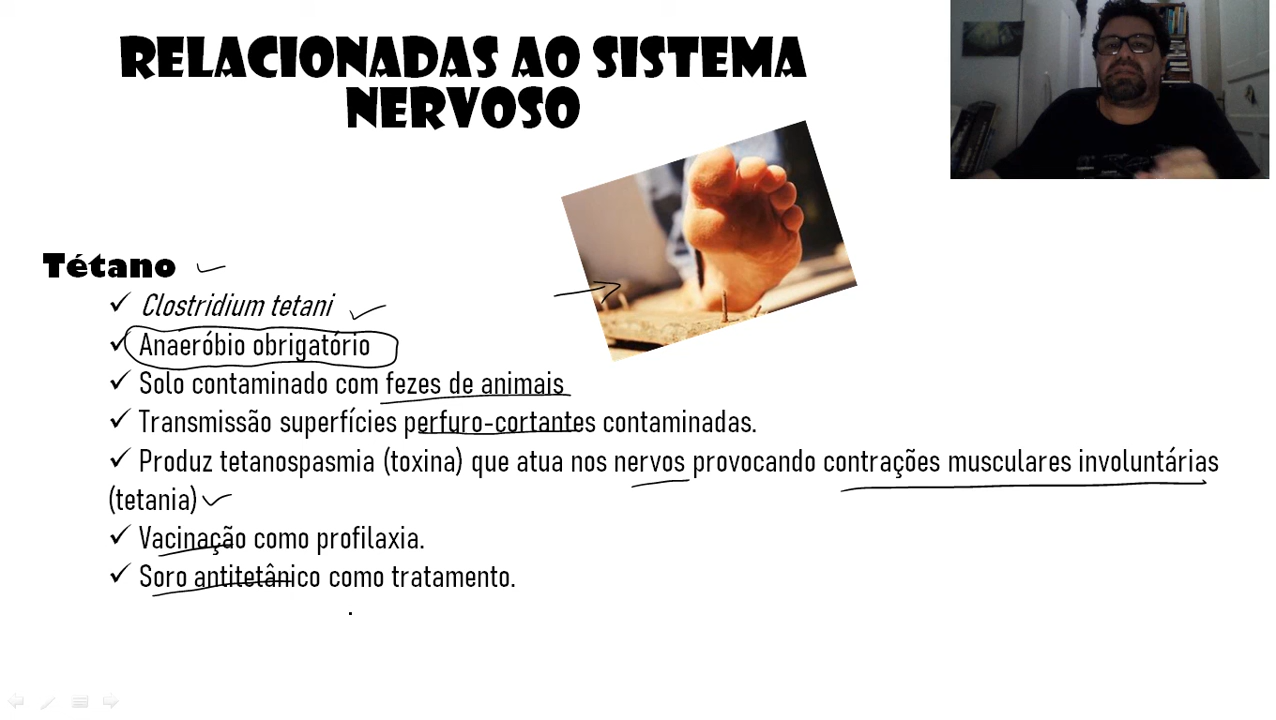 RELACIONADAS AO SISTEMA
NERVOSO
Tétano
✓ Clostridium tetani
✓ Anaeróbio obrigatório
✓ Solo contaminado com fezes de animais
✓ Transmissão superfícies perfuro-cortantes contaminadas.
✓ Produz tetanospasmia (toxina) que atua nos nervos provocando contrações musculares involuntárias
(tetania)
✓ Vacinação como profilaxia.
✓ Soro antitetânico como tratamento.